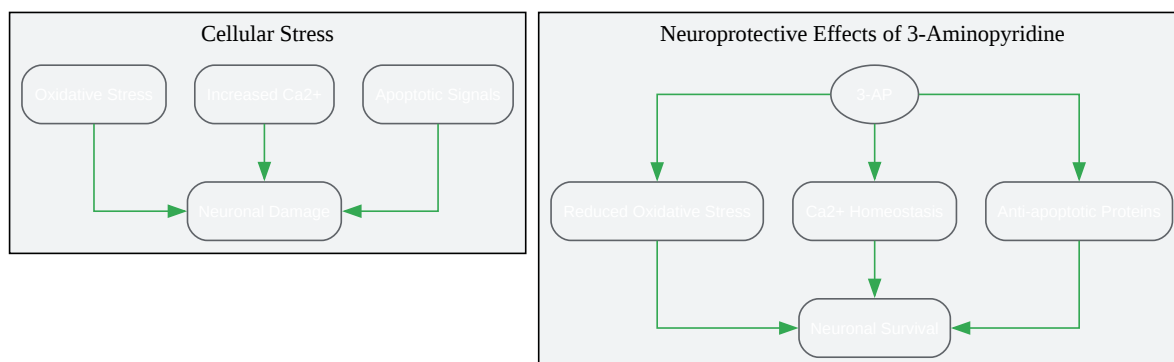 Cellular Stress
Oxidative Stress
Increased Ca2+
Apoptotic Signals
Neuronal Damage
Neuroprotective Effects of 3-Aminopyridine
3-AP
Reduced Oxidative Stress
Ca2+ Homeostasis
Anti-apoptotic Proteins
Neuronal Survival